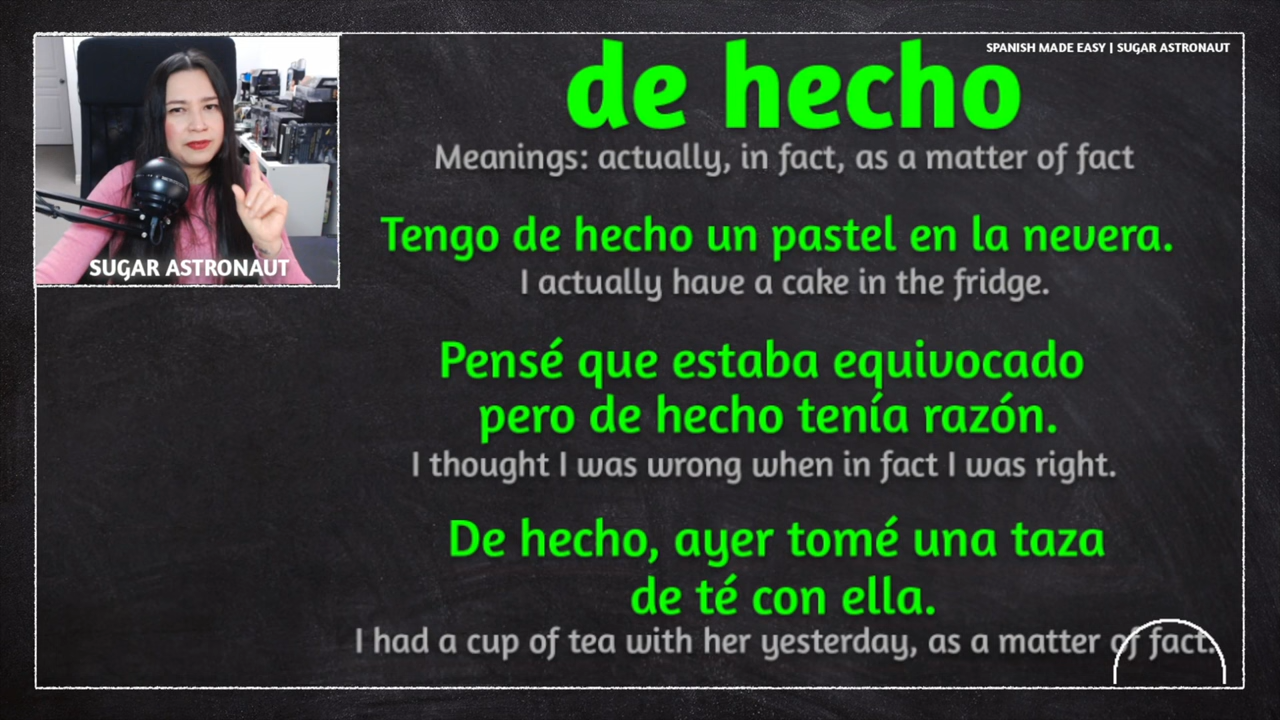 SPANISH MADE EASY | SUGAR ASTRONAUT
de hecho
Meanings: actually, in fact, as a matter of fact
Tengo de hecho un pastel en la nevera.
I actually have a cake in the fridge.
SUGAR ASTRONAUT
Pensé que estaba equivocado
pero de hecho tenía razón.
I thought I was wrong when in fact I was right.
De hecho, ayer tomé una taza
de té con ella.
I had a cup of tea with her yesterday, as a matter of fact.